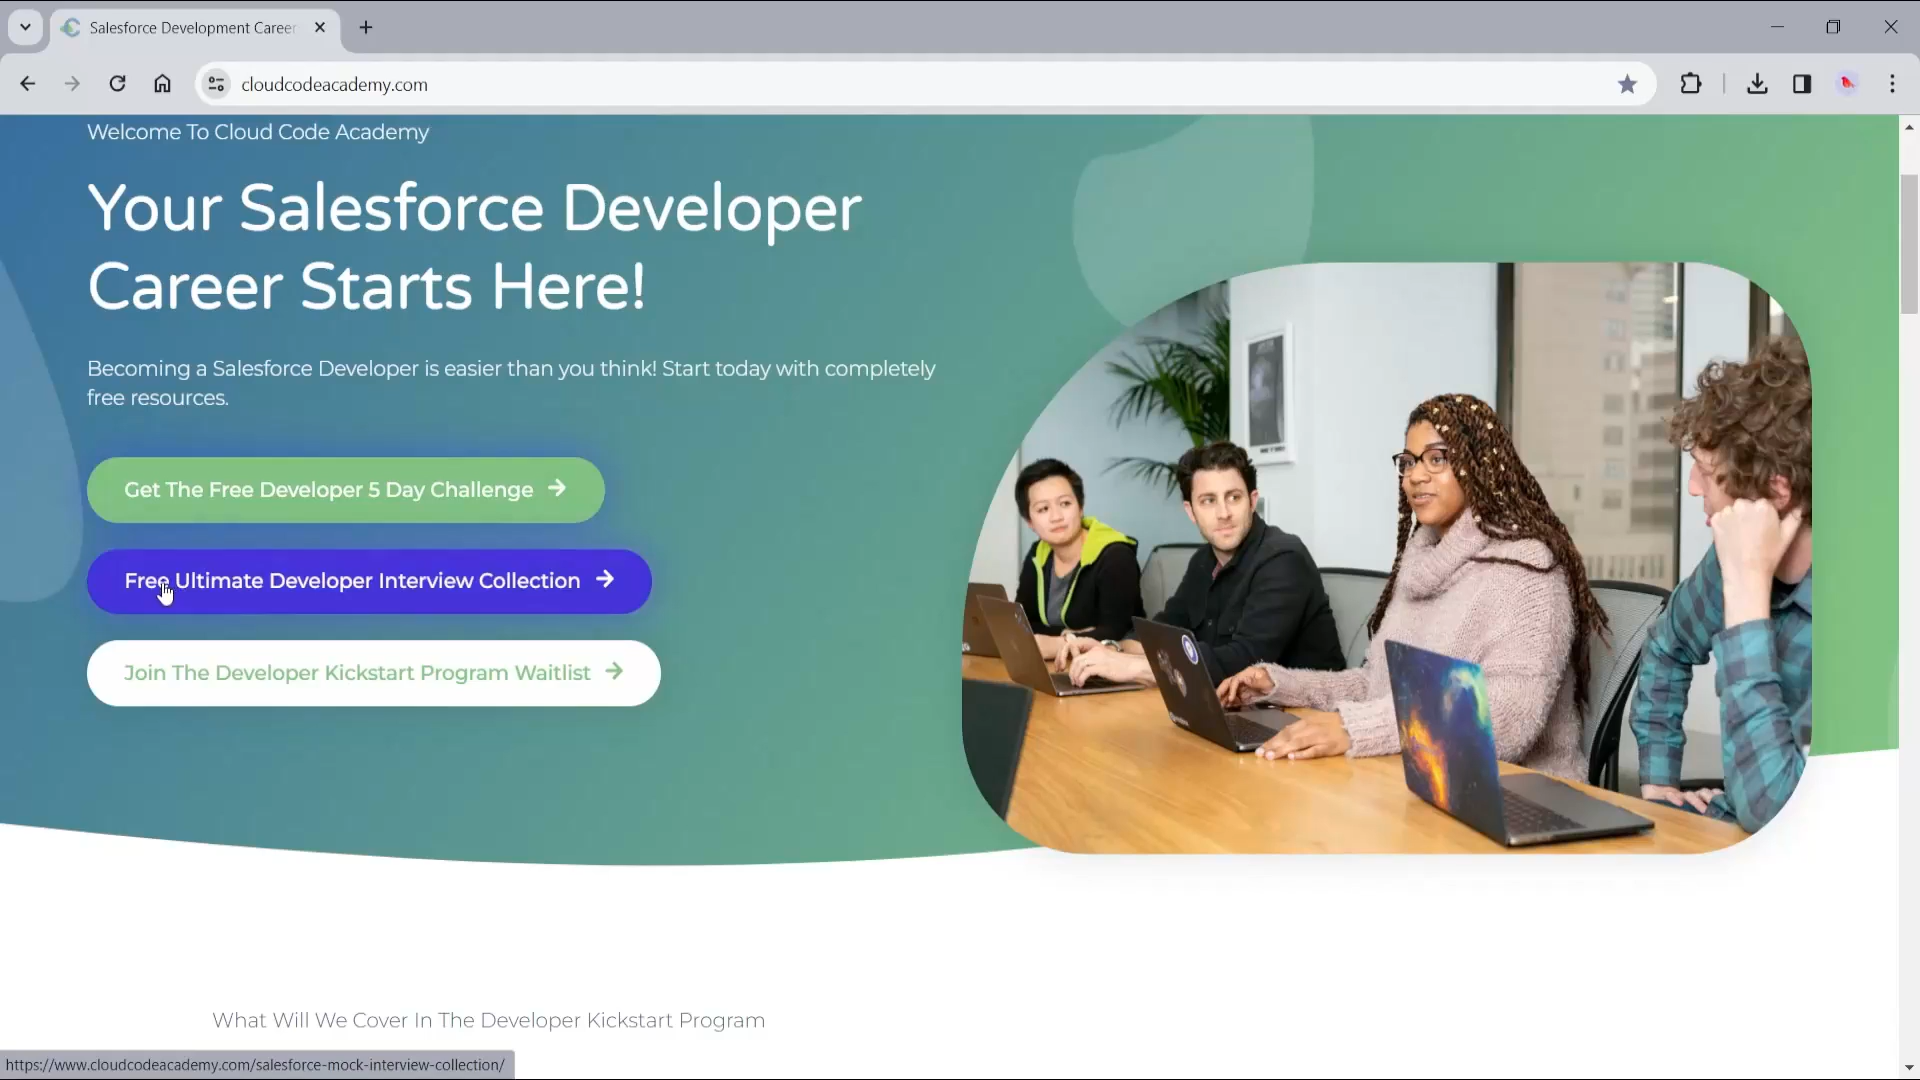 Salesforce Development Career
cloudcodeacademy.com
Welcome To Cloud Code Academy
Your Salesforce Developer
Career Starts Here!
Becoming a Salesforce Developer is easier than you think! Start today with completely
free resources.
Get The Free Developer 5 Day Challenge
Free Ultimate Developer Interview Collection
Join The Developer Kickstart Program Waitlist
What Will We Cover In The Developer Kickstart Program
https://www.cloudcodeacademy.com/salesforce-mock-interview-collection/